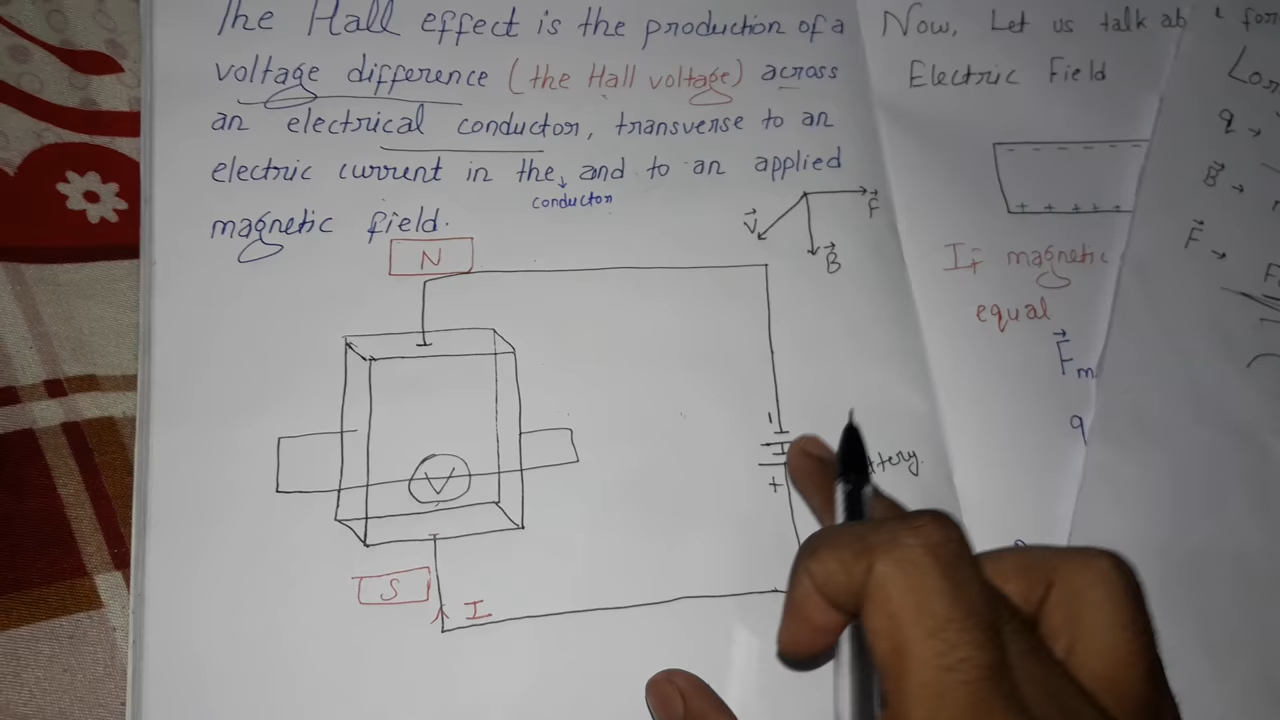 The Hall effect is the production of a
voltage difference (the Hall voltage) across
an electrical conductor, transverse to an
electric current in the, and to an applied
conductor
magnetic field.
N
V
F
B
V
-
+
S
I
Now, Let us talk
Electric Field
- - - - - -
+ + + + +
If magnetic
equal
Fm
q
q →
B →
F →